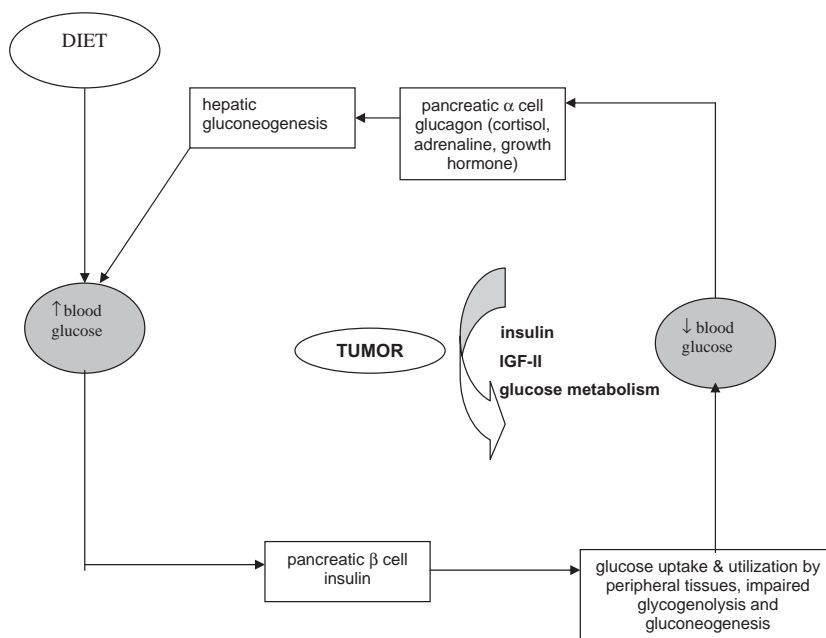 DIET
hepatic
gluconeogenesis
pancreatic α cell
glucagon (cortisol,
adrenaline, growth
hormone)
↑ blood
glucose
TUMOR
insulin
IGF-II
glucose metabolism
↓ blood
glucose
pancreatic β cell
insulin
glucose uptake & utilization by
peripheral tissues, impaired
glycogenolysis and
gluconeogenesis